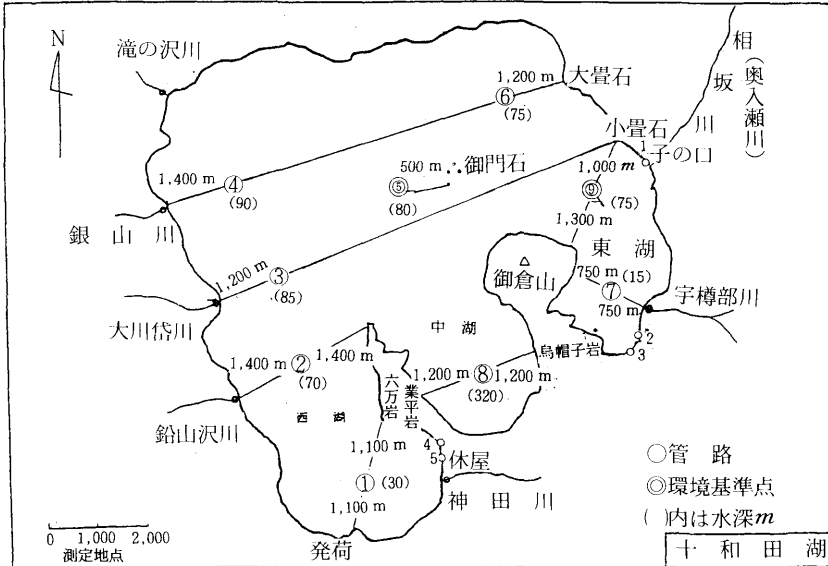 N
滝の沢川
1,200 m
大畳石
相坂川
(奥入瀬川)
⑥
(75)
小畳石
1
子の口
500 m
御門石
1,000 m
1,400 m
④
(90)
⑤
(80)
⑨
(75)
銀山川
1,300 m
東湖
御倉山
750 m
(15)
⑦
750 m
宇樽部川
1,200 m
③
(85)
大川岱川
中湖
烏帽子岩
2
3
1,400 m
②
(70)
1,400 m
1,200 m
⑧
1,200 m
(320)
六万岩
業平岩
鉛山沢川
西湖
1,100 m
4
5
休屋
①
(30)
神田川
1,100 m
発荷
○管路
◎環境基準点
( )内は水深m
0 1,000 2,000
測定地点
十和田湖